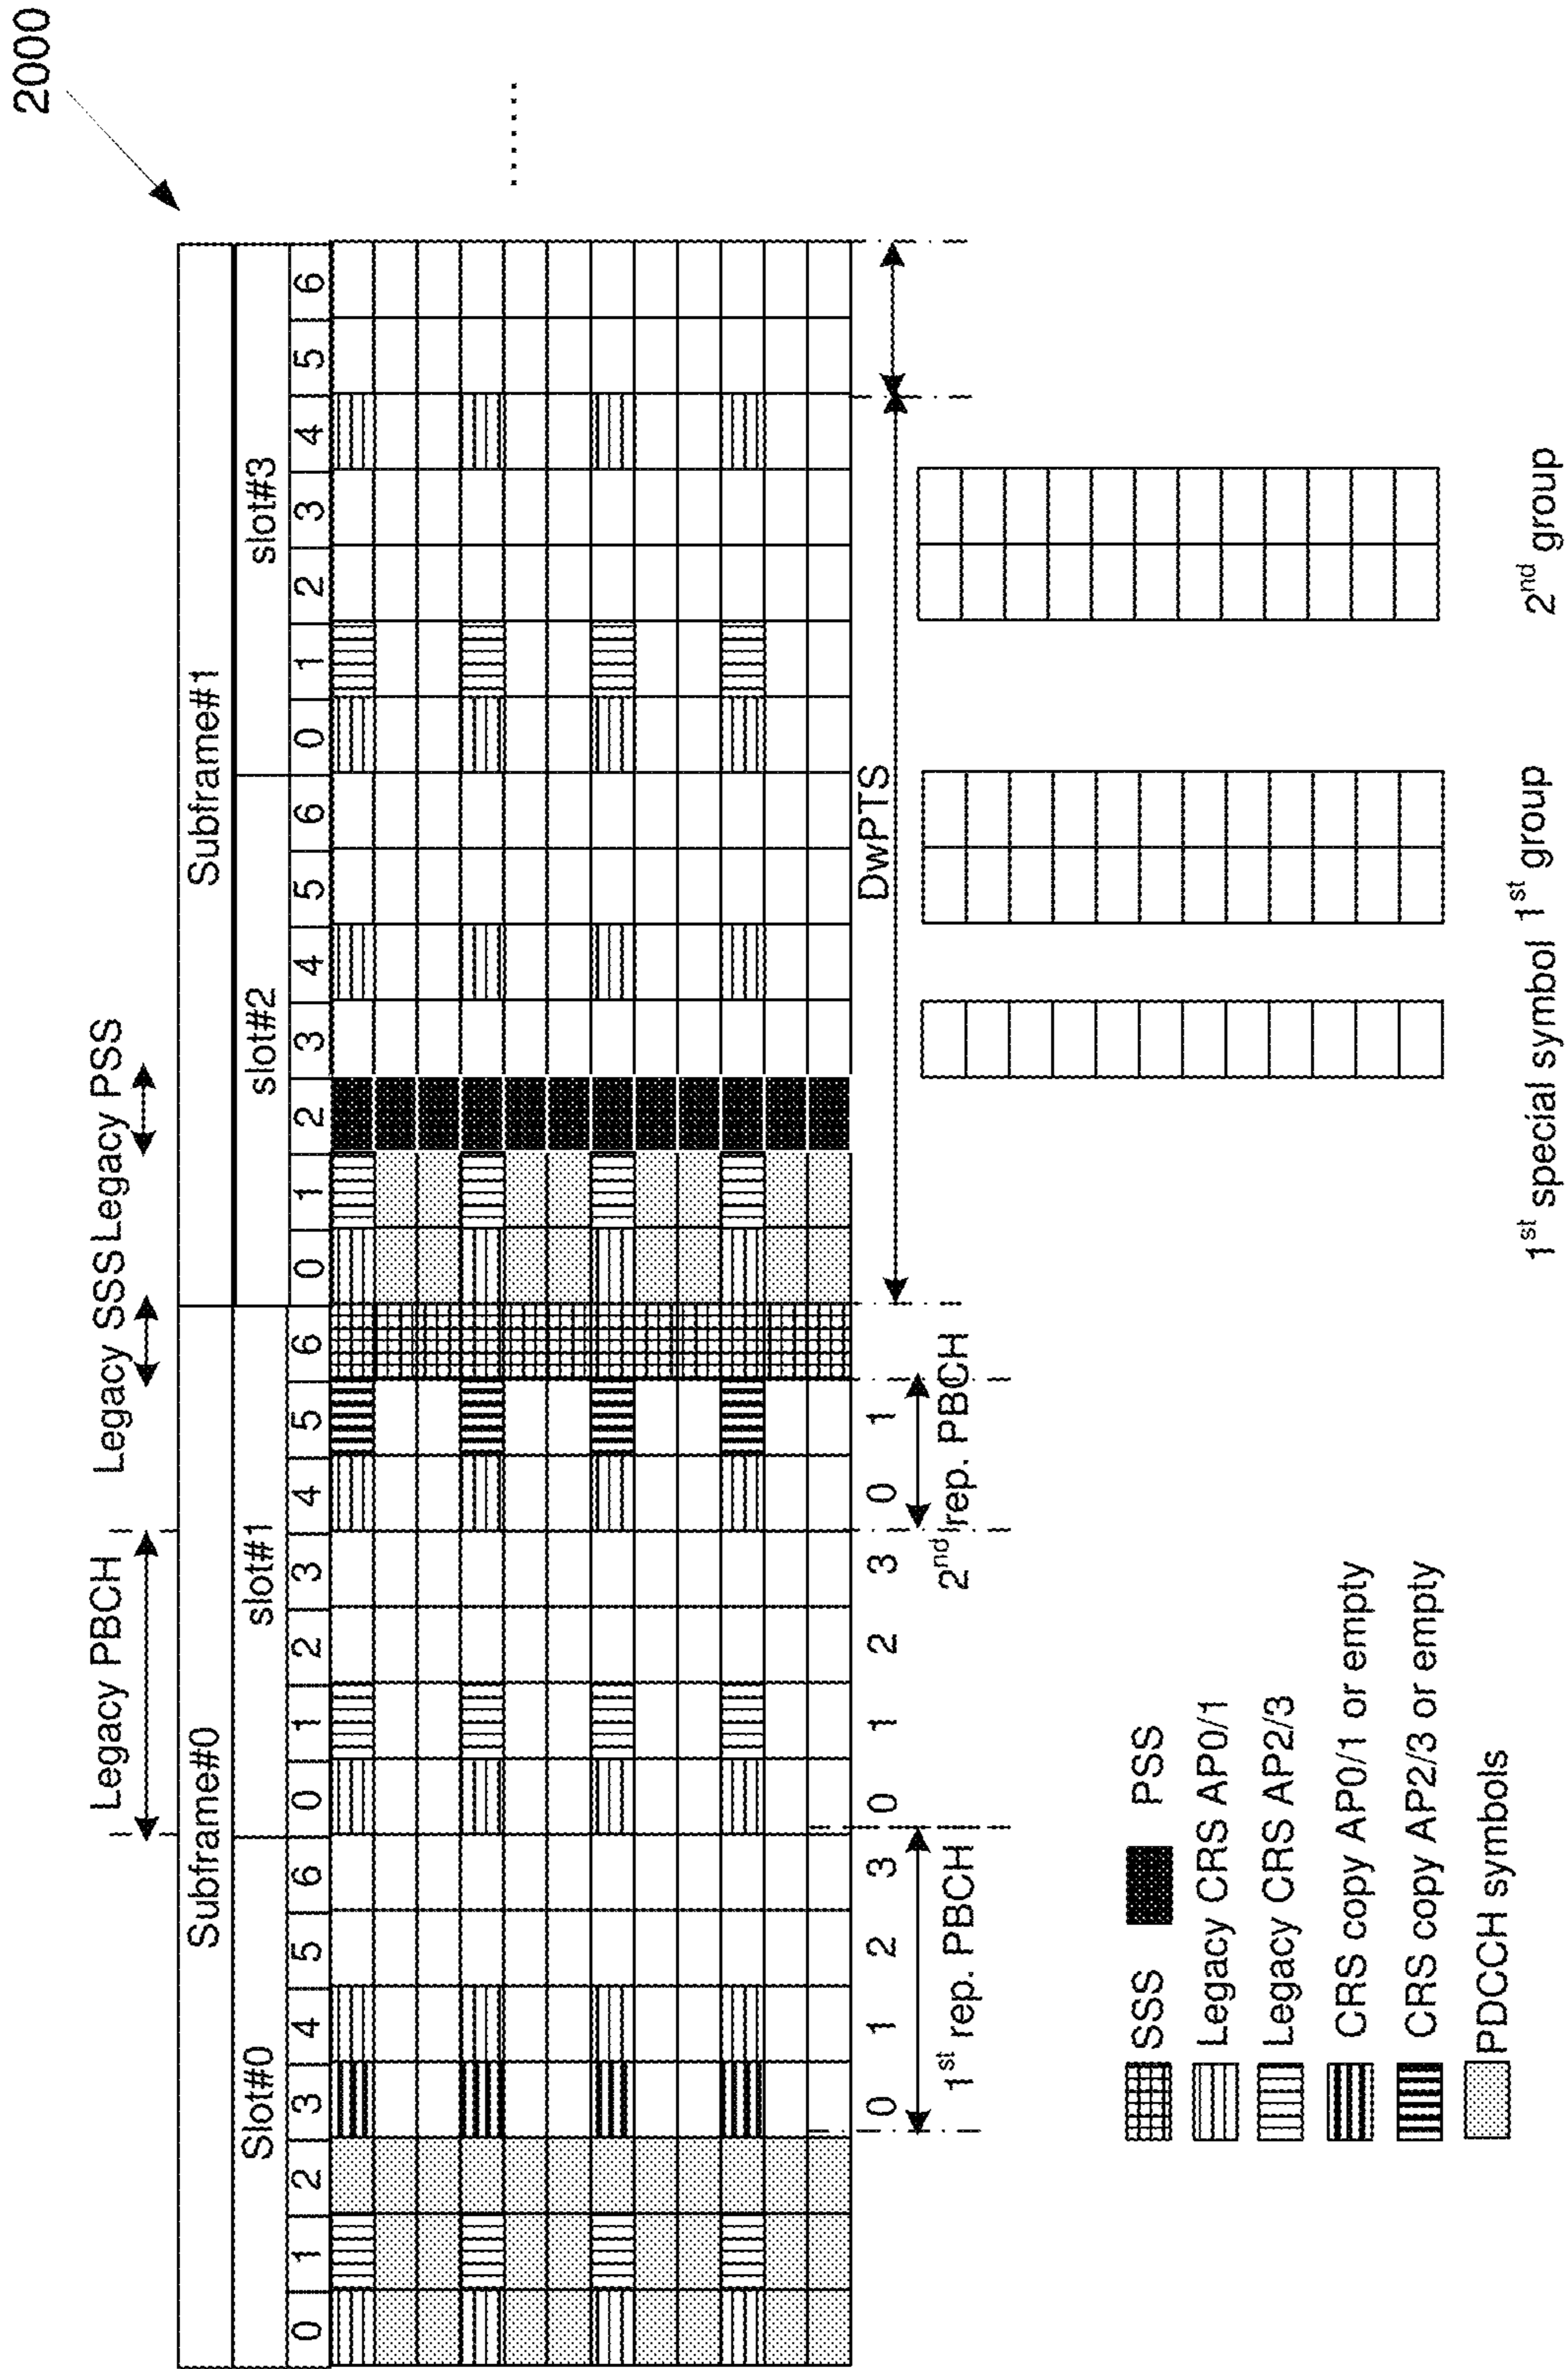 2000
Legacy PBCH
Legacy SSS
Legacy PSS
Subframe#0
Subframe#1
Slot#0
slot#1
slot#2
slot#3
0 1 2 3 4 5 6 0 1 2 3 4 5 6 0 1 2 3 4 5 6 0 1 2 3 4 5 6
......
0 1 2 3 0 1 2 3 0 1
DwPTS
1st rep. PBCH
2nd rep. PBCH
1st special symbol
1st group
2nd group
SSS
PSS
Legacy CRS AP0/1
Legacy CRS AP2/3
CRS copy AP0/1 or empty
CRS copy AP2/3 or empty
PDCCH symbols